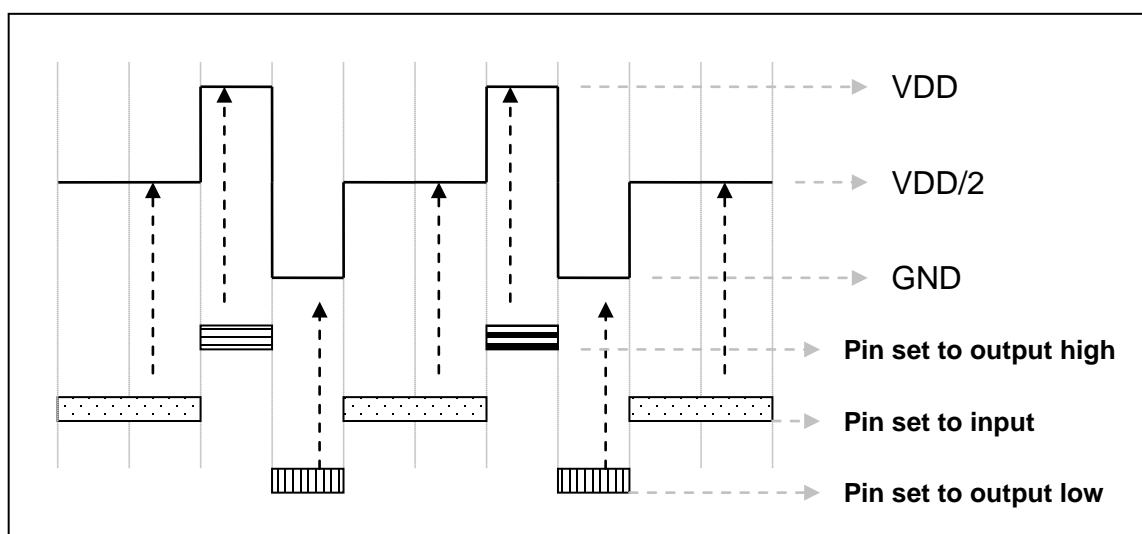 VDD
VDD/2
GND
Pin set to output high
Pin set to input
Pin set to output low